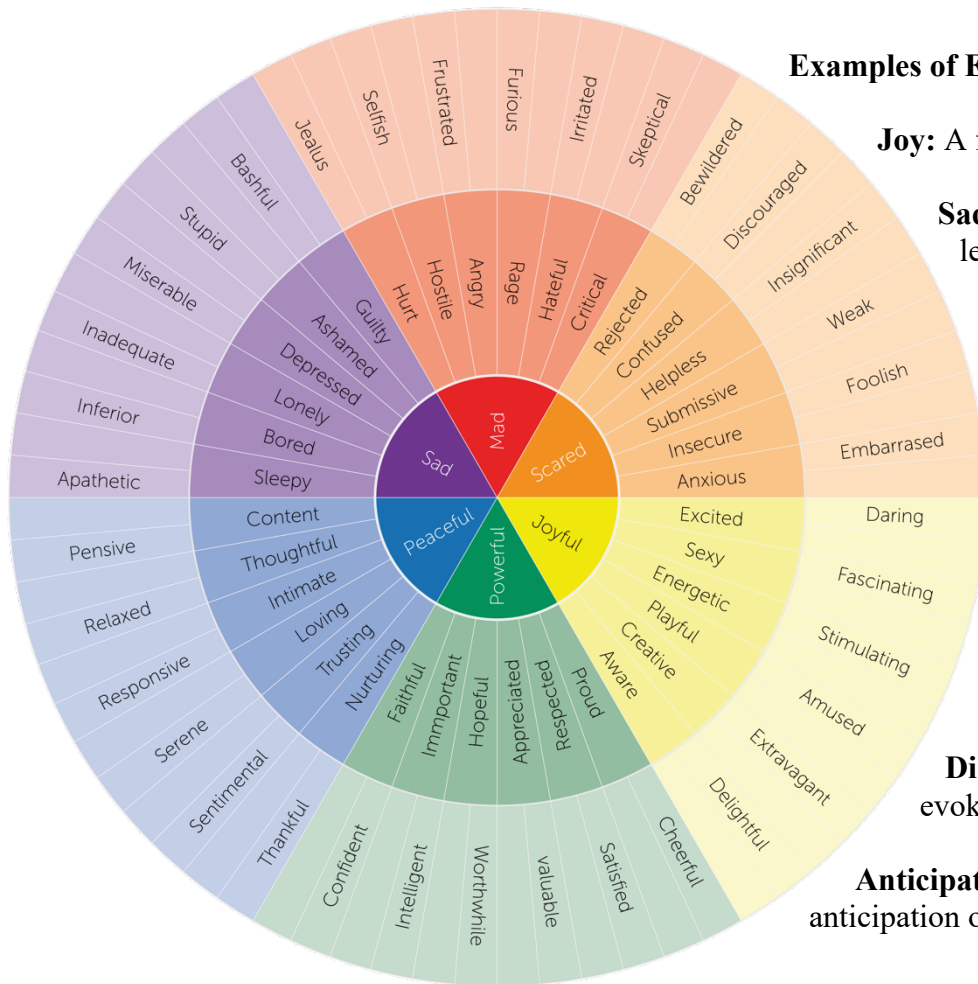 Mad
Scared
Joyful
Powerful
Peaceful
Sad
Hurt
Hostile
Angry
Rage
Hateful
Critical
Rejected
Confused
Helpless
Submissive
Insecure
Anxious
Excited
Sexy
Energetic
Playful
Creative
Aware
Proud
Respected
Appreciated
Hopeful
Immportant
Faithful
Nurturing
Trusting
Loving
Intimate
Thoughtful
Content
Sleepy
Bored
Lonely
Depressed
Ashamed
Guilty
Jealus
Selfish
Frustrated
Furious
Irritated
Skeptical
Bewildered
Discouraged
Insignificant
Weak
Foolish
Embarrased
Daring
Fascinating
Stimulating
Amused
Extravagant
Delightful
Cheerful
Satisfied
valuable
Worthwhile
Intelligent
Confident
Thankful
Sentimental
Serene
Responsive
Relaxed
Pensive
Apathetic
Inferior
Inadequate
Miserable
Stupid
Bashful
Examples of E
Joy: A
Sad
le
Di
evok
Anticipat
anticipation o